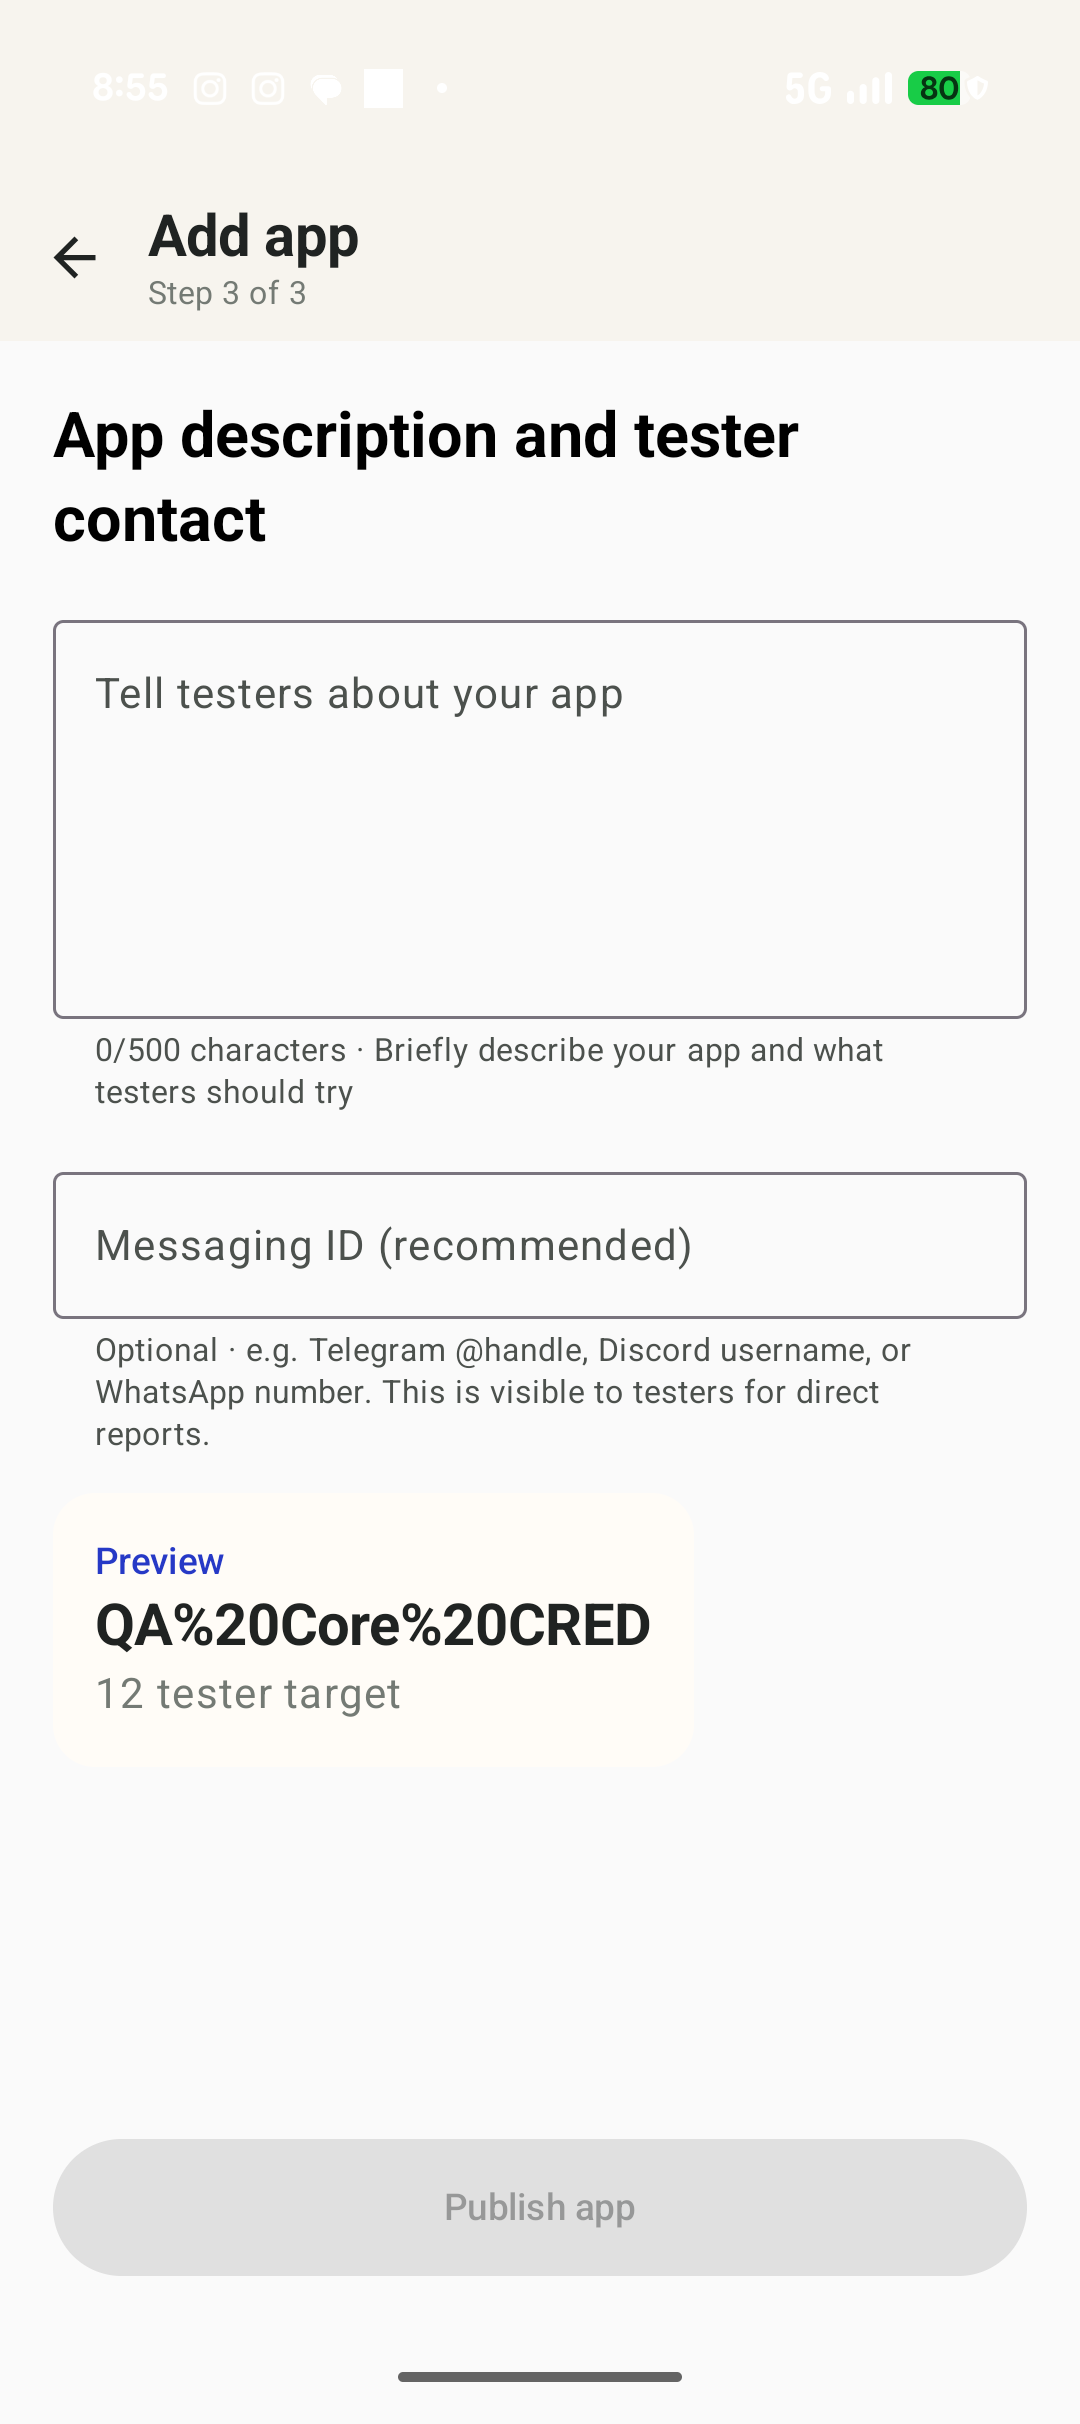 8:55
5G
80
Add app
Step 3 of 3
App description and tester
contact
Tell testers about your app
0/500 characters · Briefly describe your app and what
testers should try
Messaging ID (recommended)
Optional · e.g. Telegram @handle, Discord username, or
WhatsApp number. This is visible to testers for direct
reports.
Preview
QA%20Core%20CRED
12 tester target
Publish app